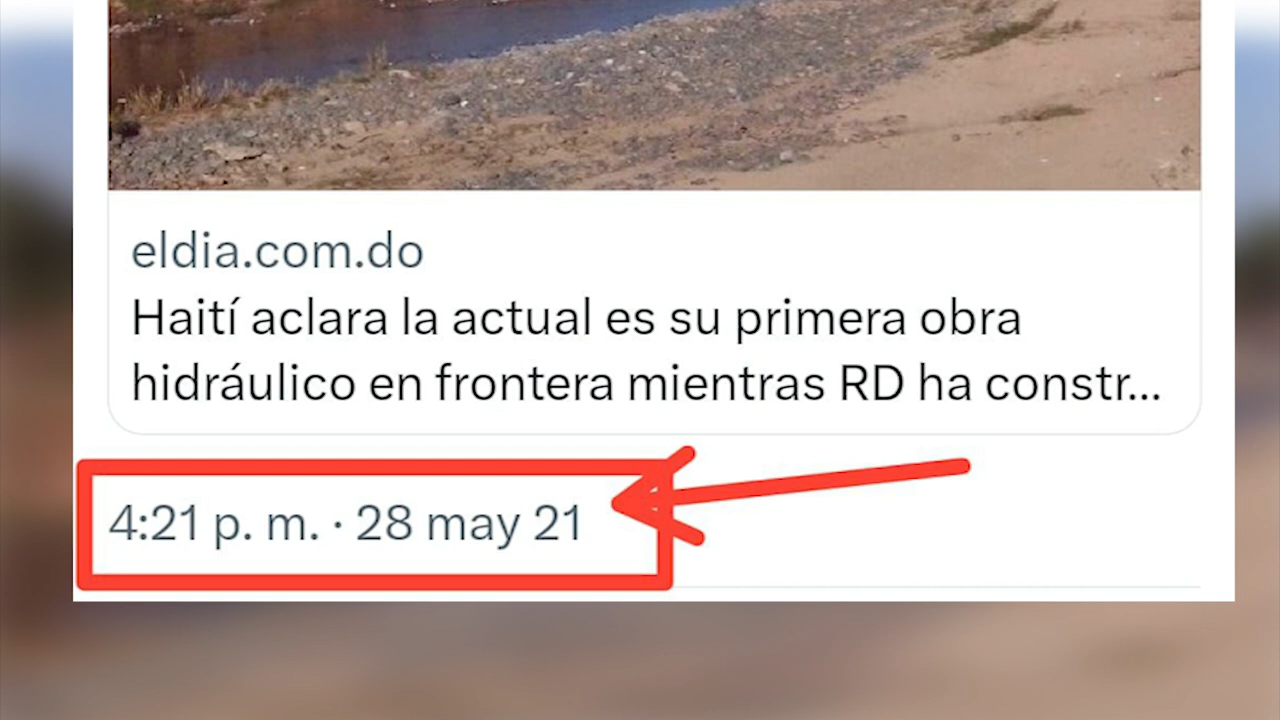 eldia.com.do
Haití aclara la actual es su primera obra
hidráulico en frontera mientras RD ha constr...
4:21 p. m. · 28 may 21